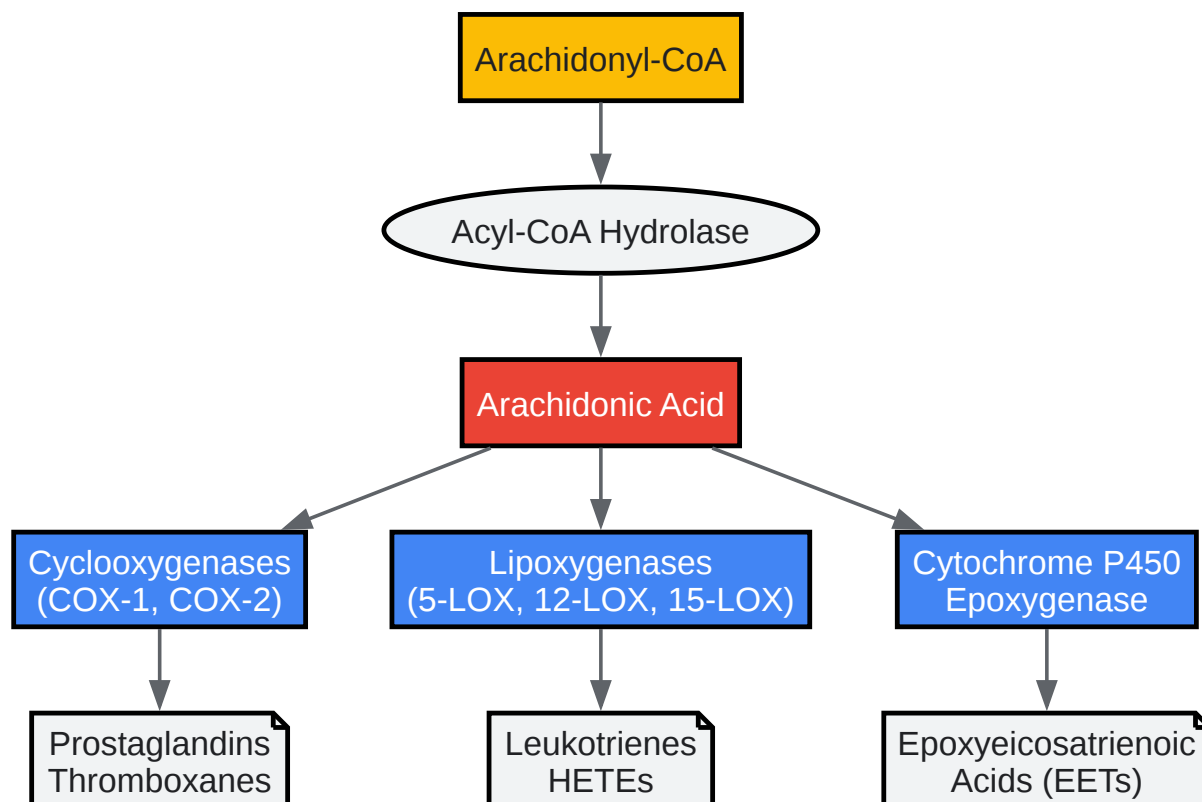 Arachidonyl-CoA
Acyl-CoA Hydrolase
Arachidonic Acid
Cyclooxygenases
(COX-1, COX-2)
Lipoxygenases
(5-LOX, 12-LOX, 15-LOX)
Cytochrome P450
Epoxygenase
Prostaglandins
Thromboxanes
Leukotrienes
HETEs
Epoxyeicosatrienoic
Acids (EETs)